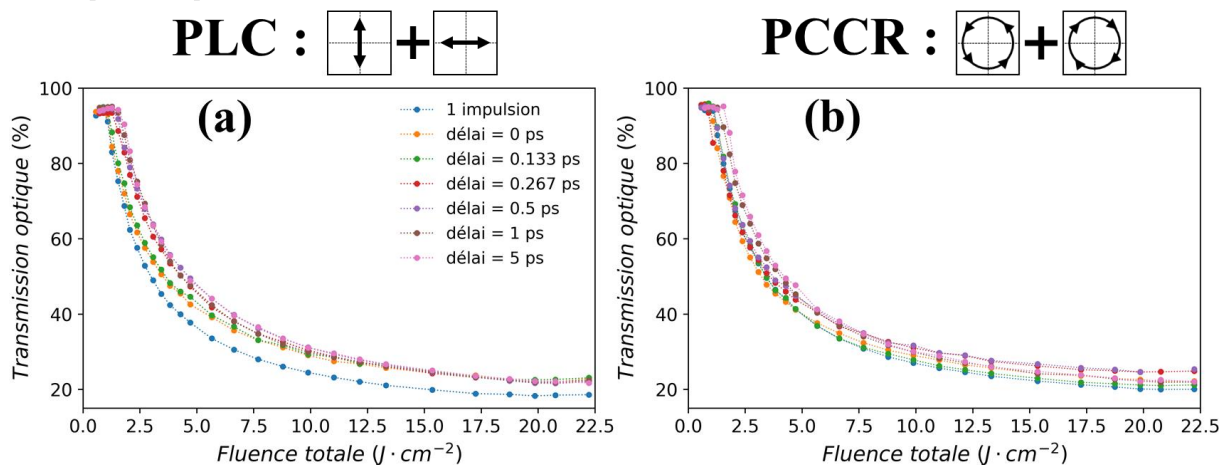 PLC :
+
PCCR :
+
(a)
100
80
60
40
20
Transmission optique (%)
0.0 2.5 5.0 7.5 10.0 12.5 15.0 17.5 20.0 22.5
Fluence totale (J · cm⁻²)
1 impulsion
délai = 0 ps
délai = 0.133 ps
délai = 0.267 ps
délai = 0.5 ps
délai = 1 ps
délai = 5 ps
(b)
100
80
60
40
20
Transmission optique (%)
0.0 2.5 5.0 7.5 10.0 12.5 15.0 17.5 20.0 22.5
Fluence totale (J · cm⁻²)